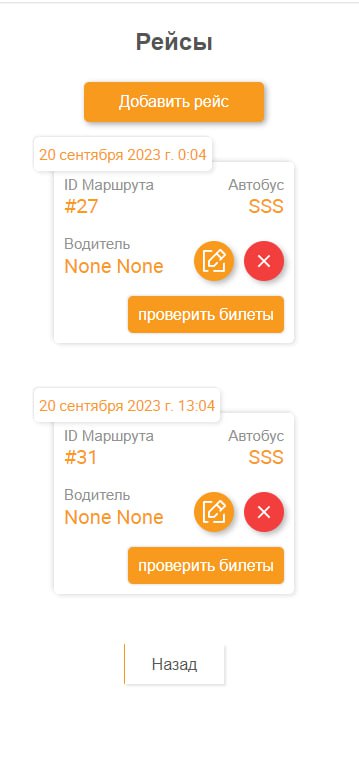 Рейсы
Добавить рейс
20 сентября 2023 г. 0:04
ID Маршрута Автобус
#27 SSS
Водитель
None None
проверить билеты
20 сентября 2023 г. 13:04
ID Маршрута Автобус
#31 SSS
Водитель
None None
проверить билеты
Назад